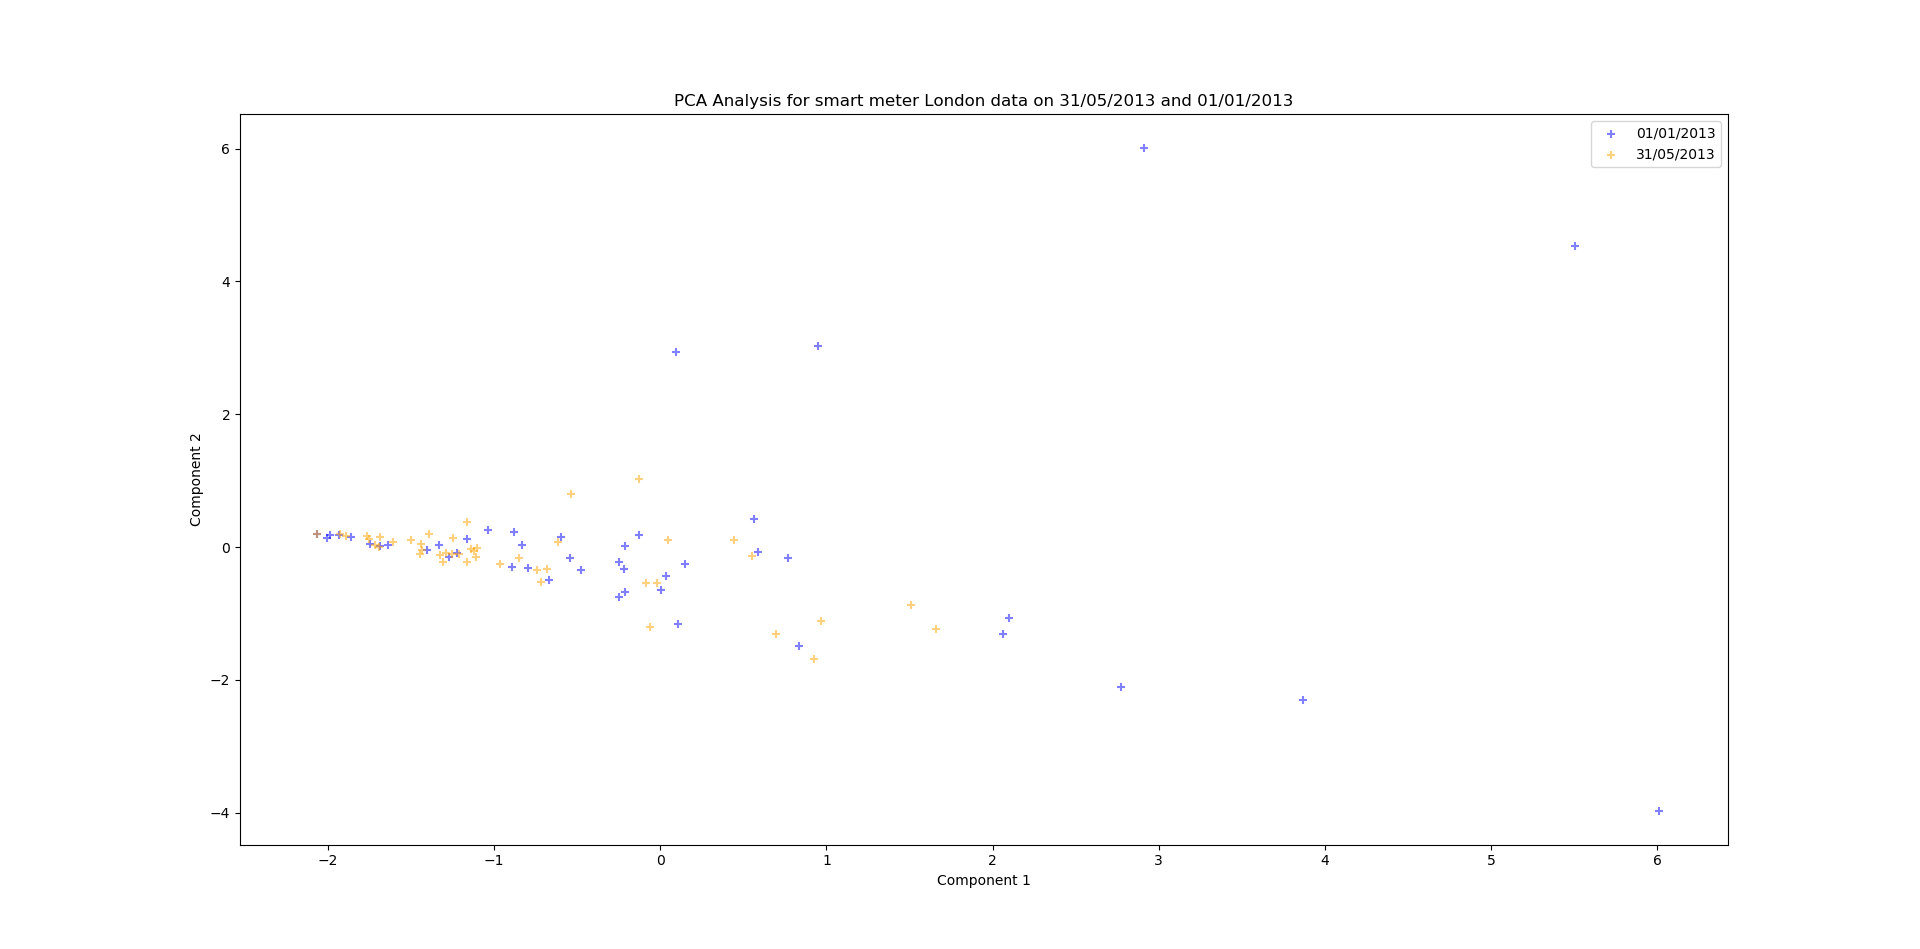 PCA Analysis for smart meter London data on 31/05/2013 and 01/01/2013
01/01/2013
31/05/2013
6
4
2
0
−2
−4
Component 2
−2 −1 0 1 2 3 4 5 6
Component 1